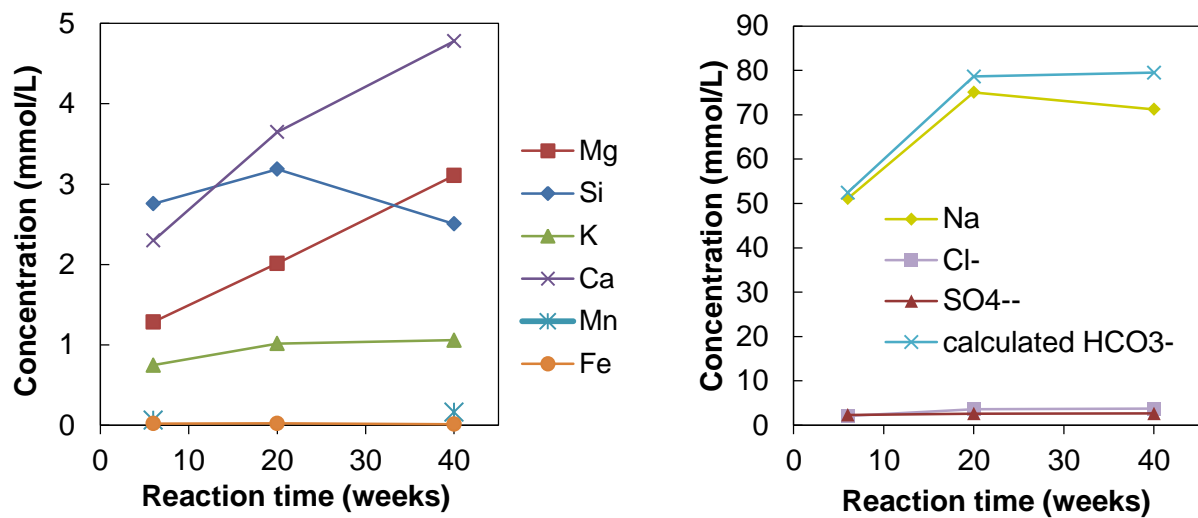 Concentration (mmol/L)
5
4
3
2
1
0
0 10 20 30 40
Reaction time (weeks)
Mg
Si
K
Ca
Mn
Fe
Concentration (mmol/L)
90
80
70
60
50
40
30
20
10
0
0 10 20 30 40
Reaction time (weeks)
Na
Cl-
SO4--
calculated HCO3-